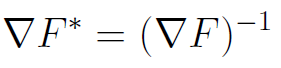 ∇F* = (∇F)⁻¹